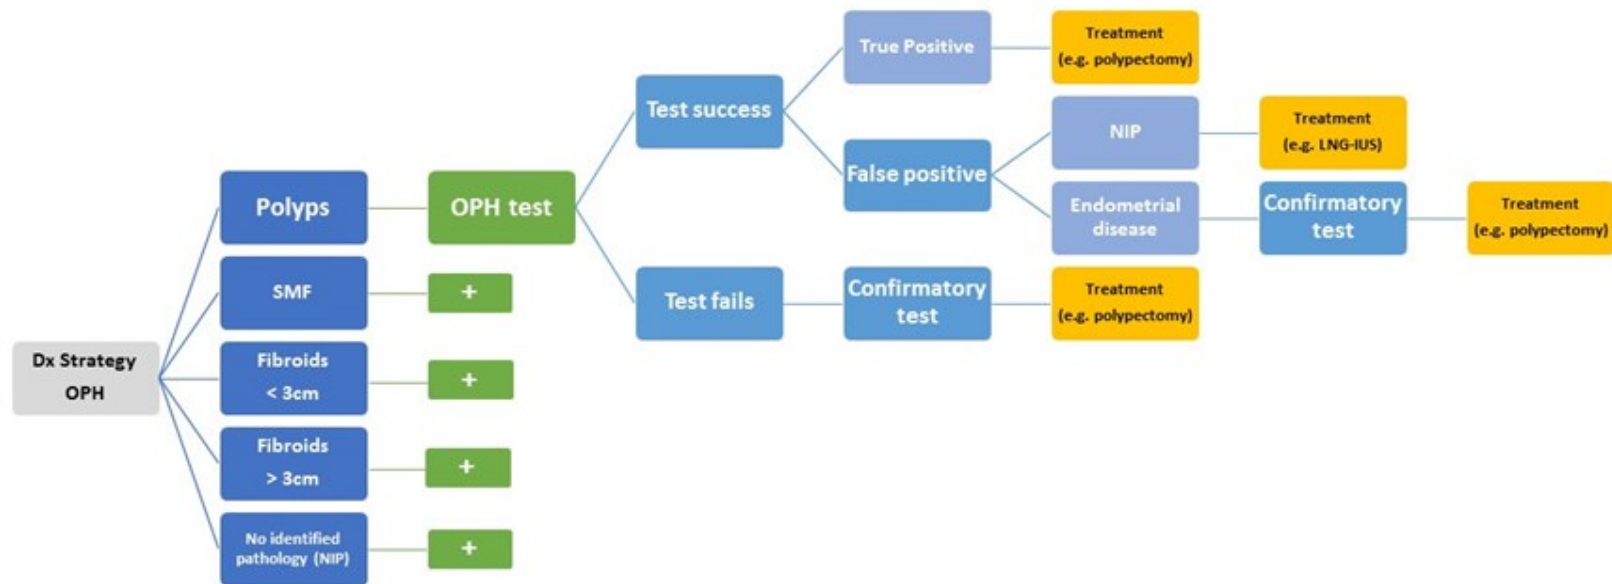 Dx Strategy
OPH
Polyps
SMF
Fibroids
< 3cm
Fibroids
> 3cm
No identified
pathology (NIP)
OPH test
+
+
+
+
Test success
Test fails
True Positive
False positive
Confirmatory
test
Treatment
(e.g. polypectomy)
NIP
Endometrial
disease
Treatment
(e.g. polypectomy)
Treatment
(e.g. LNG-IUS)
Confirmatory
test
Treatment
(e.g. polypectomy)